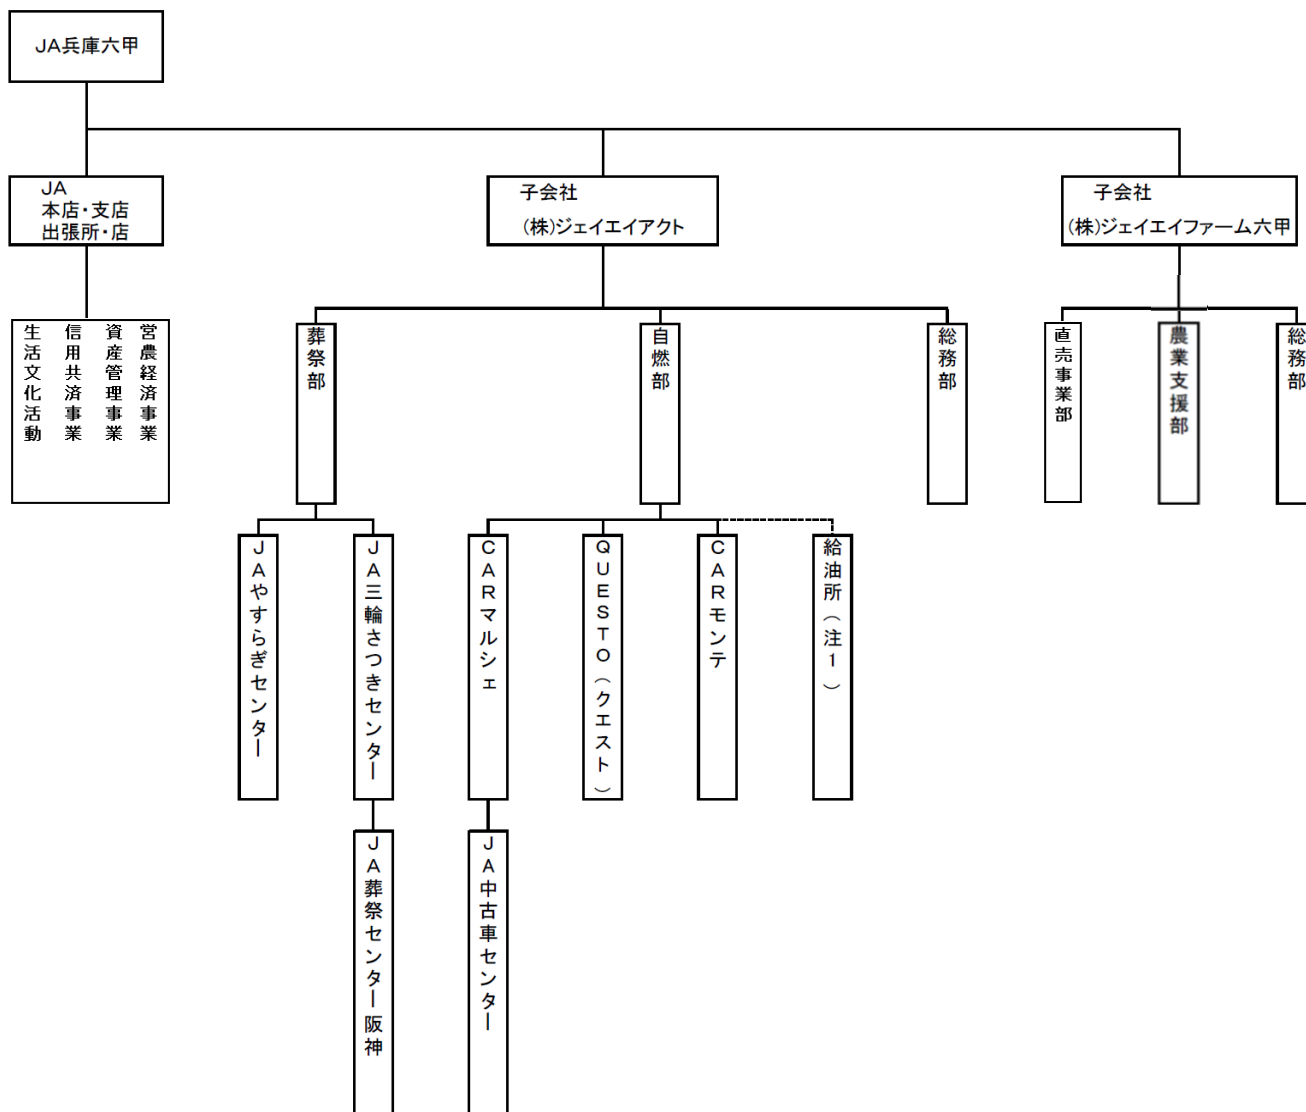 JA兵庫六甲
JA
本店・支店
出張所・店
子会社
(株)ジェイエイアクト
子会社
(株)ジェイエイファーム六甲
営農経済事業
資産管理事業
信用共済事業
生活文化活動
葬祭部
自燃部
総務部
直売事業部
農業支援部
総務部
JAやすらぎセンター
JA三輪さつきセンター
CARマルシェ
QUESTO(クエスト)
CARモンテ
給油所(注1)
JA葬祭センター阪神
JA中古車センター